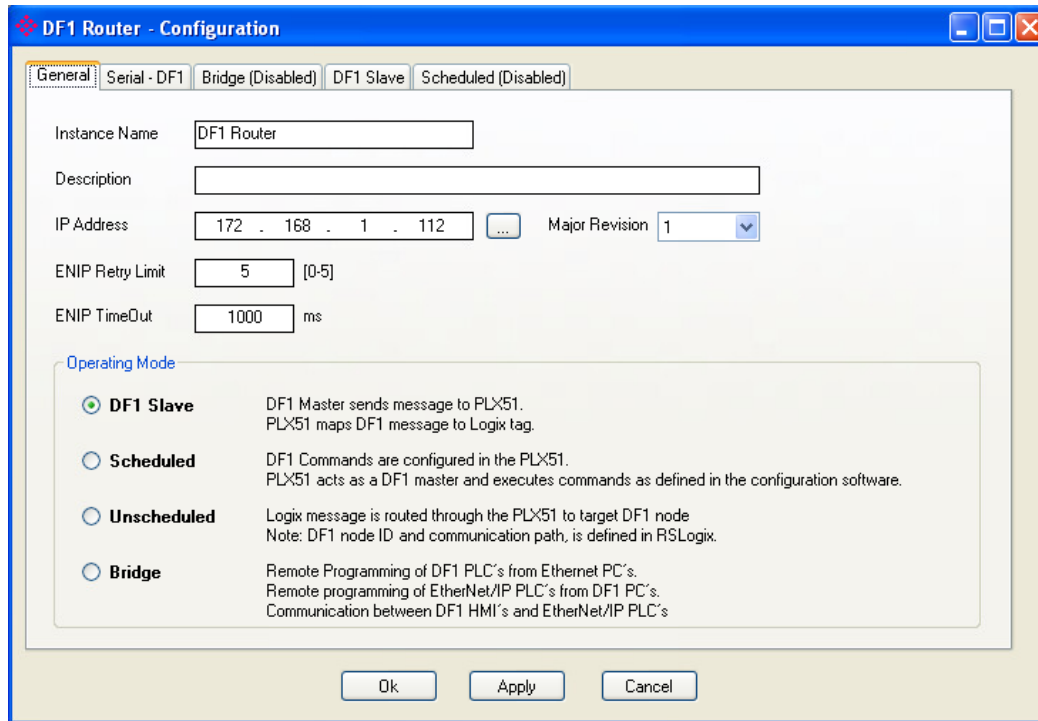 DF1 Router - Configuration
General Serial - DF1 Bridge (Disabled) DF1 Slave Scheduled (Disabled)
Instance Name DF1 Router
Description
IP Address 172 . 168 . 1 . 112 ... Major Revision 1
ENIP Retry Limit 5 [0-5]
ENIP TimeOut 1000 ms
Operating Mode
DF1 Slave DF1 Master sends message to PLX51.
PLX51 maps DF1 message to Logix tag.
Scheduled DF1 Commands are configured in the PLX51.
PLX51 acts as a DF1 master and executes commands as defined in the configuration software.
Unscheduled Logix message is routed through the PLX51 to target DF1 node
Note: DF1 node ID and communication path, is defined in RSLogix.
Bridge Remote Programming of DF1 PLC´s from Ethernet PC´s.
Remote programming of EtherNet/IP PLC´s from DF1 PC´s.
Communication between DF1 HMI´s and EtherNet/IP PLC´s
Ok Apply Cancel